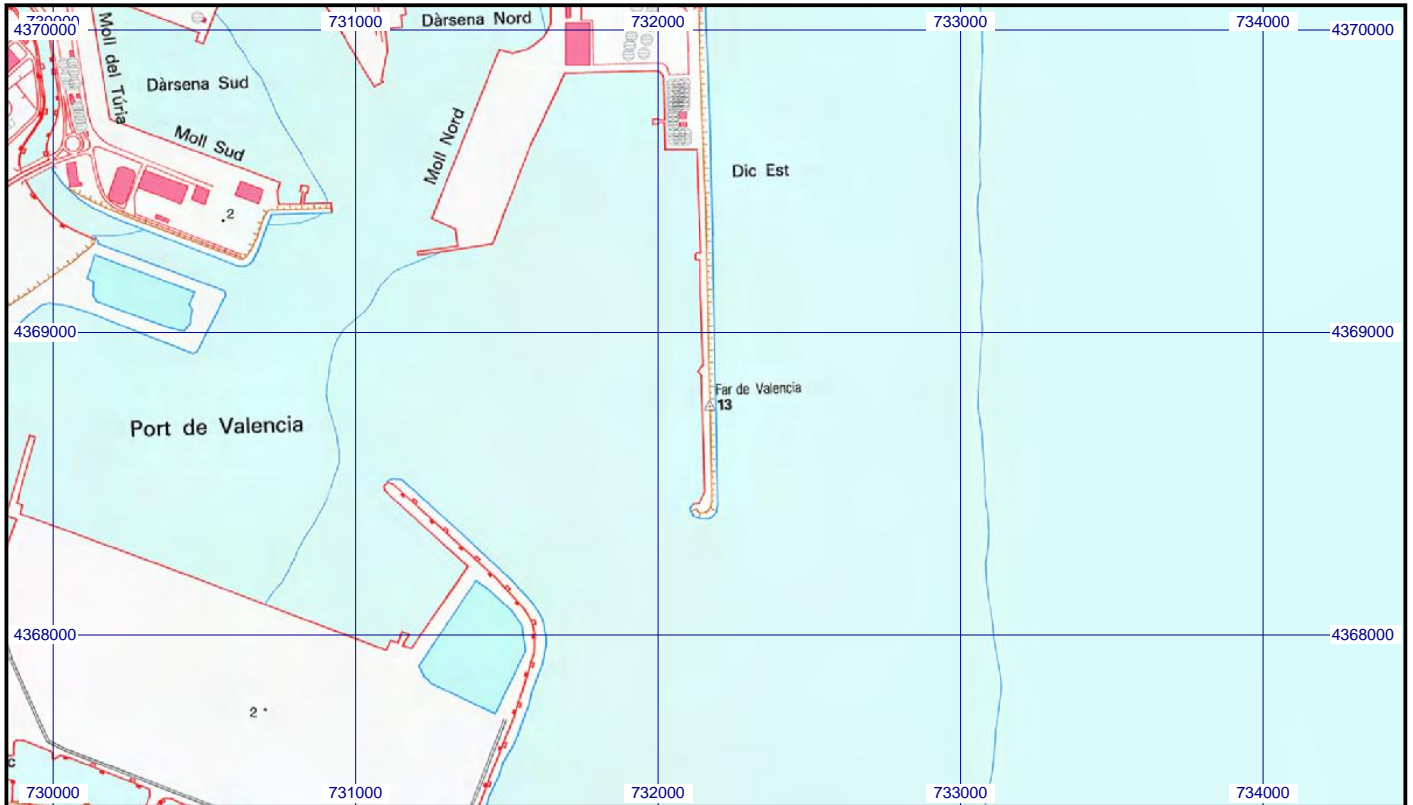 730000 731000 732000 733000 734000
4370000 4370000
Moll del Túria
Dàrsena Nord
Dàrsena Sud
Moll Sud
Moll Nord
Dic Est
2
4369000 4369000
Far de Valencia
13
Port de Valencia
4368000 4368000
2
c
730000 731000 732000 733000 734000